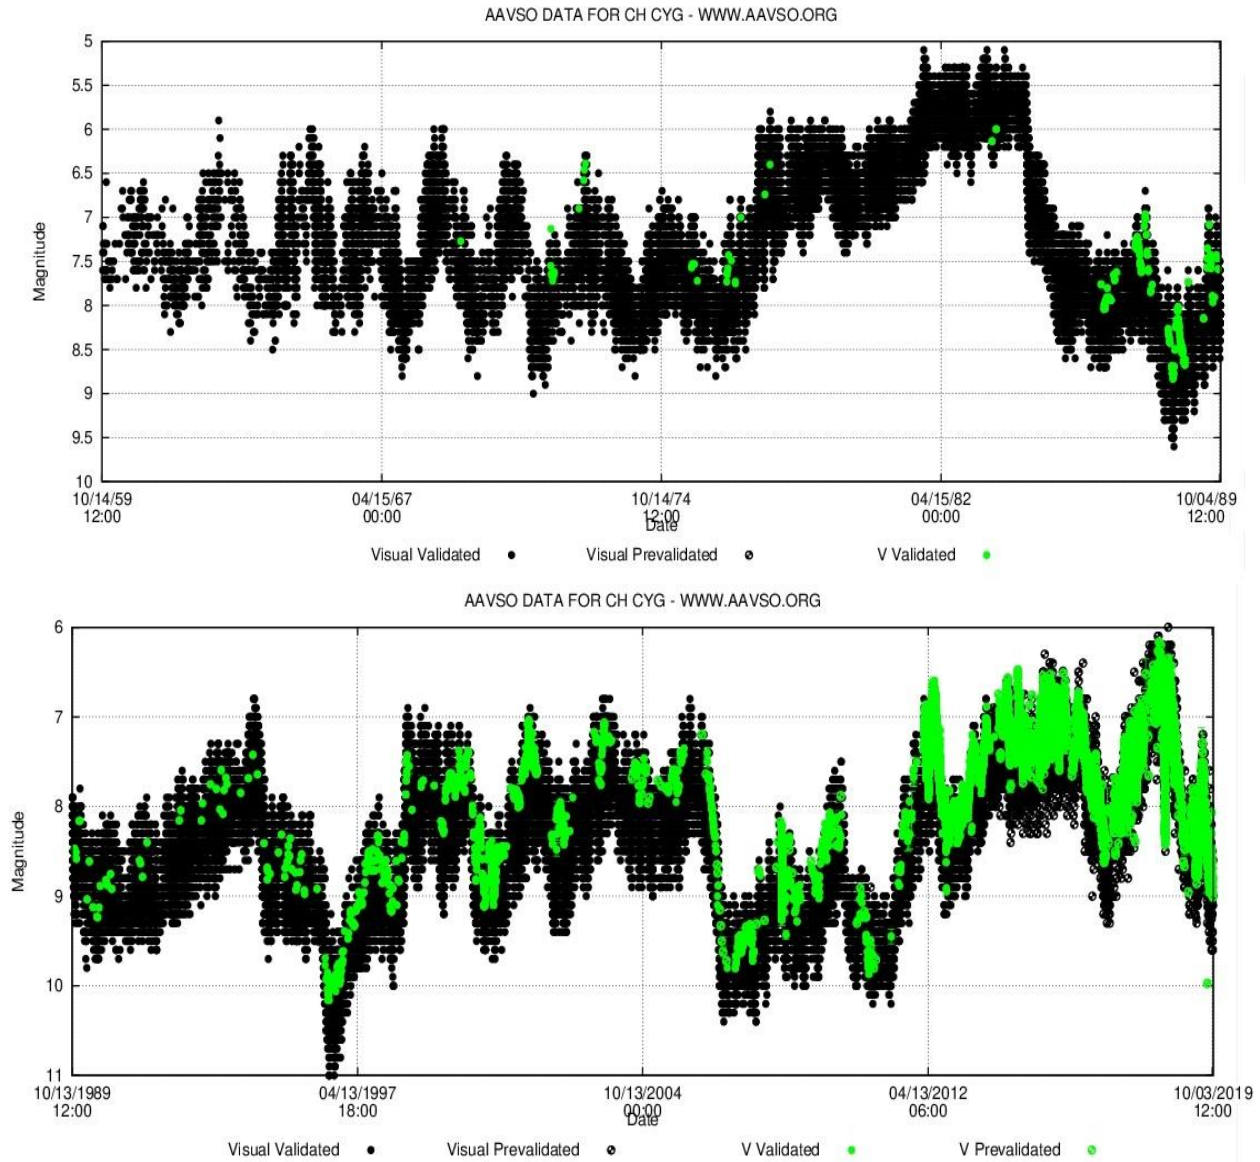 AAVSO DATA FOR CH CYG - WWW.AAVSO.ORG
5
5.5
6
6.5
7
7.5
8
8.5
9
9.5
10
Magnitude
10/14/59 04/15/67 10/14/74 04/15/82 10/04/89
12:00 00:00 12:00 00:00 12:00
Date
Visual Validated Visual Prevalidated V Validated
AAVSO DATA FOR CH CYG - WWW.AAVSO.ORG
6
7
8
9
10
11
Magnitude
10/13/1989 04/13/1997 10/13/2004 04/13/2012 10/03/2019
12:00 18:00 00:00 06:00 12:00
Date
Visual Validated Visual Prevalidated V Validated V Prevalidated